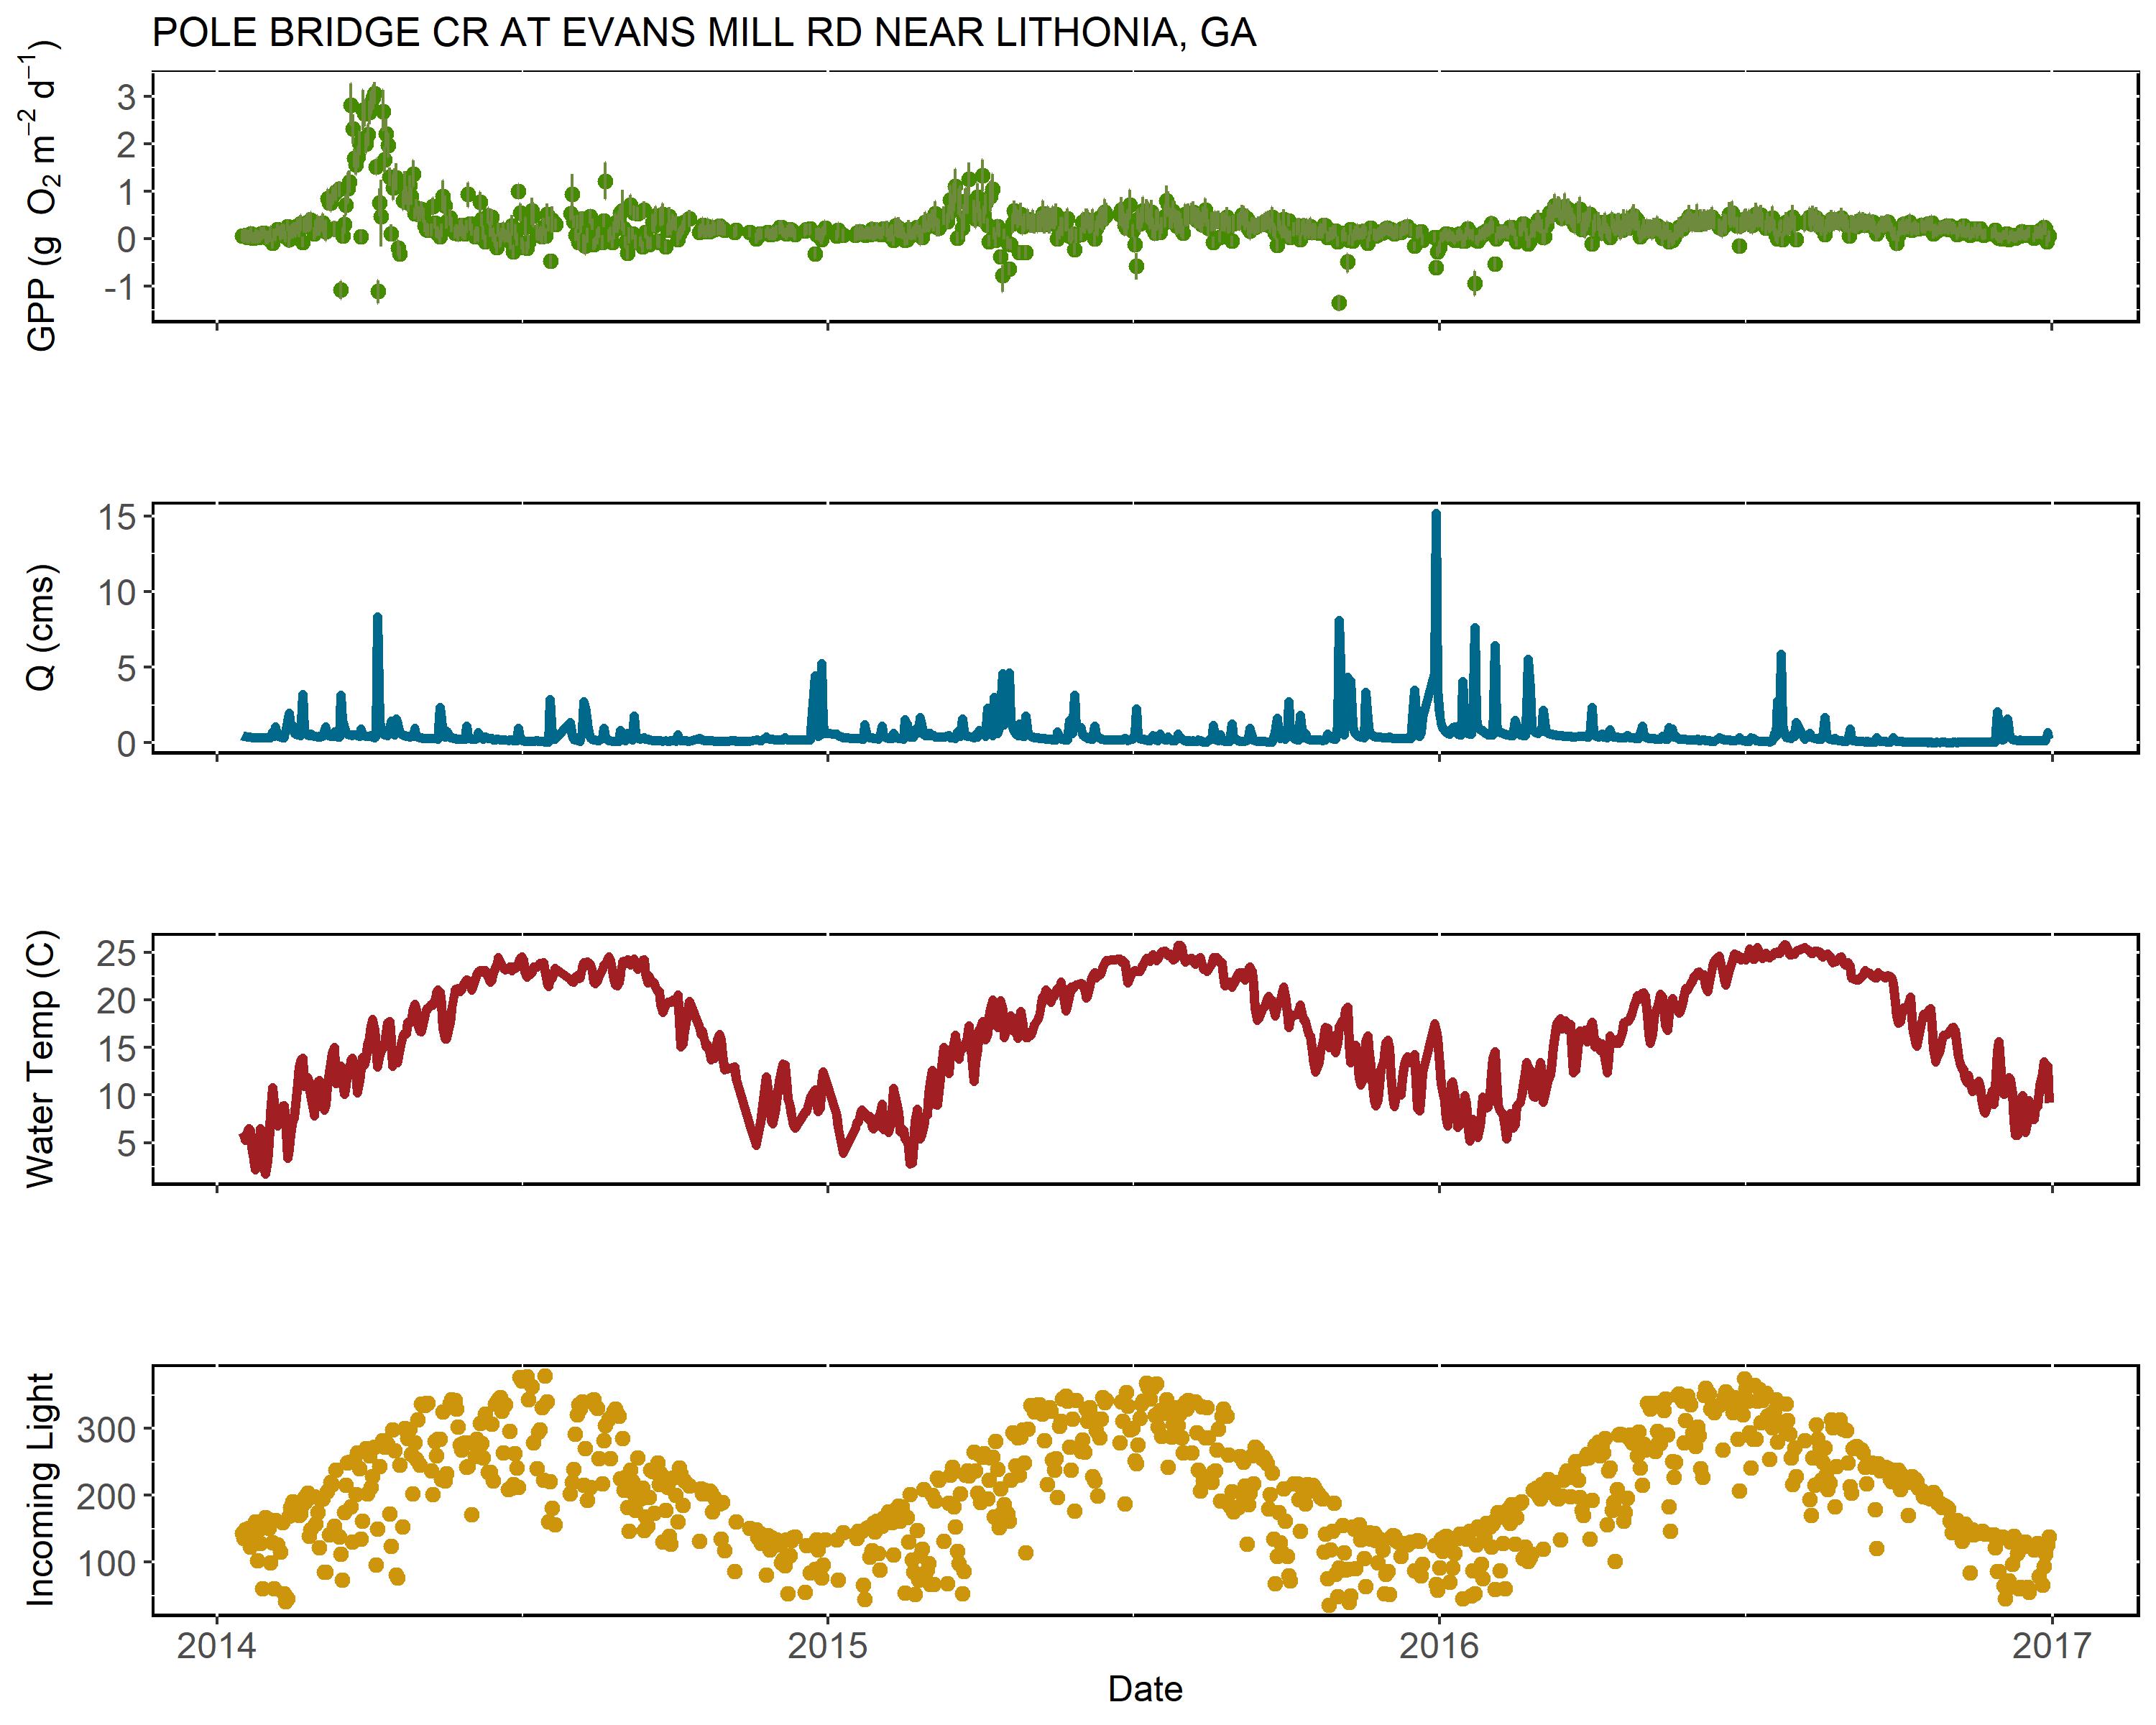 POLE BRIDGE CR AT EVANS MILL RD NEAR LITHONIA, GA
GPP (g O₂ m⁻² d⁻¹)
3
2
1
0
-1
Q (cms)
15
10
5
0
Water Temp (C)
25
20
15
10
5
Incoming Light
300
200
100
2014 2015 2016 2017
Date